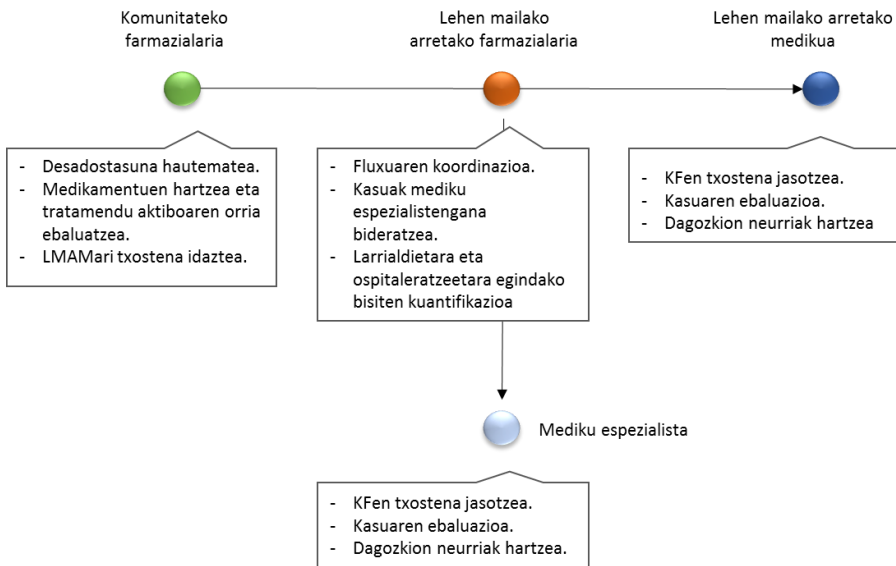 Komunitateko
farmazialaria
Lehen mailako
arretako farmazialaria
Lehen mailako arretako
medikua
- Desadostasuna hautematea.
- Medikamentuen hartzea eta
tratamendu aktiboaren orria
ebaluatzea.
- LMAMari txostena idaztea.
- Fluxuaren koordinazioa.
- Kasuak mediku
espezialistengana
bideratzea.
- Larrialdietara eta
ospitaleratzeetara egindako
bisiten kuantifikazioa
- KFen txostena jasotzea.
- Kasuaren ebaluazioa.
- Dagozkion neurriak hartzea
Mediku espezialista
- KFen txostena jasotzea.
- Kasuaren ebaluazioa.
- Dagozkion neurriak hartzea.